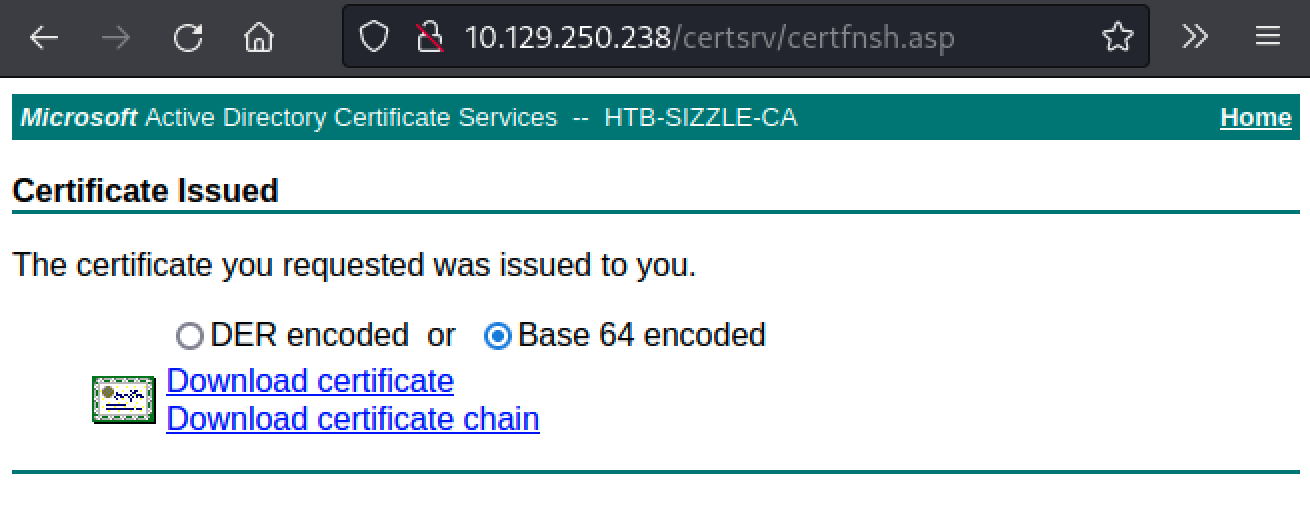 10.129.250.238/certsrv/certfnsh.asp
Microsoft Active Directory Certificate Services -- HTB-SIZZLE-CA Home
Certificate Issued
The certificate you requested was issued to you.
DER encoded or Base 64 encoded
Download certificate
Download certificate chain